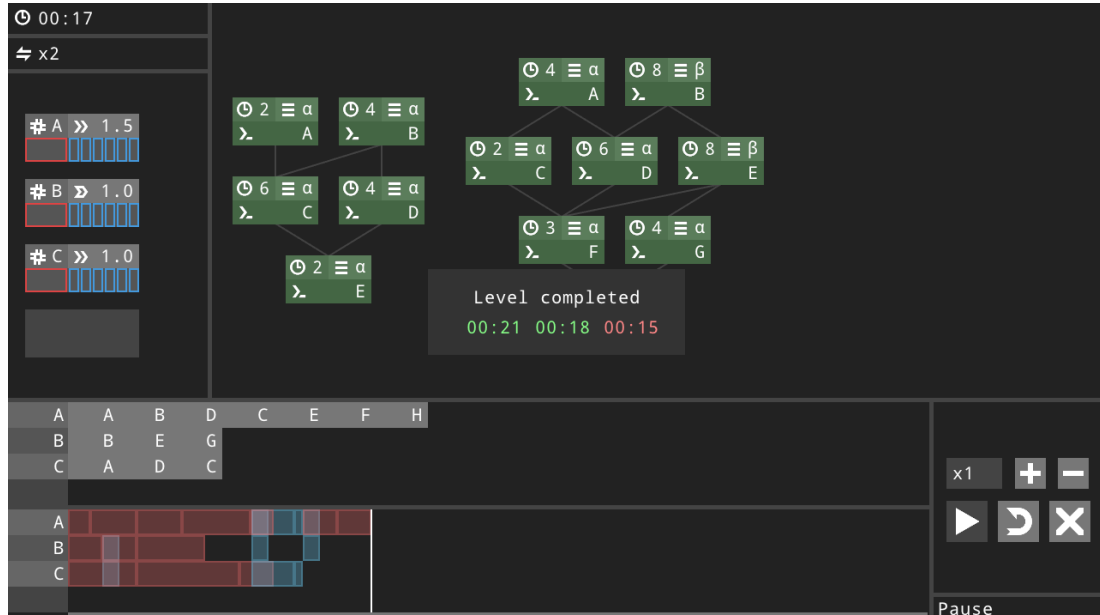 00:17
x2
A 1.5
B 1.0
C 1.0
4 α
A
8 β
B
2 α
A
4 α
B
2 α
C
6 α
D
8 β
E
6 α
C
4 α
D
3 α
F
4 α
G
2 α
E
Level completed
00:21 00:18 00:15
A A B D C E F H
B B E G
C A D C
x1
A
B
C
Pause